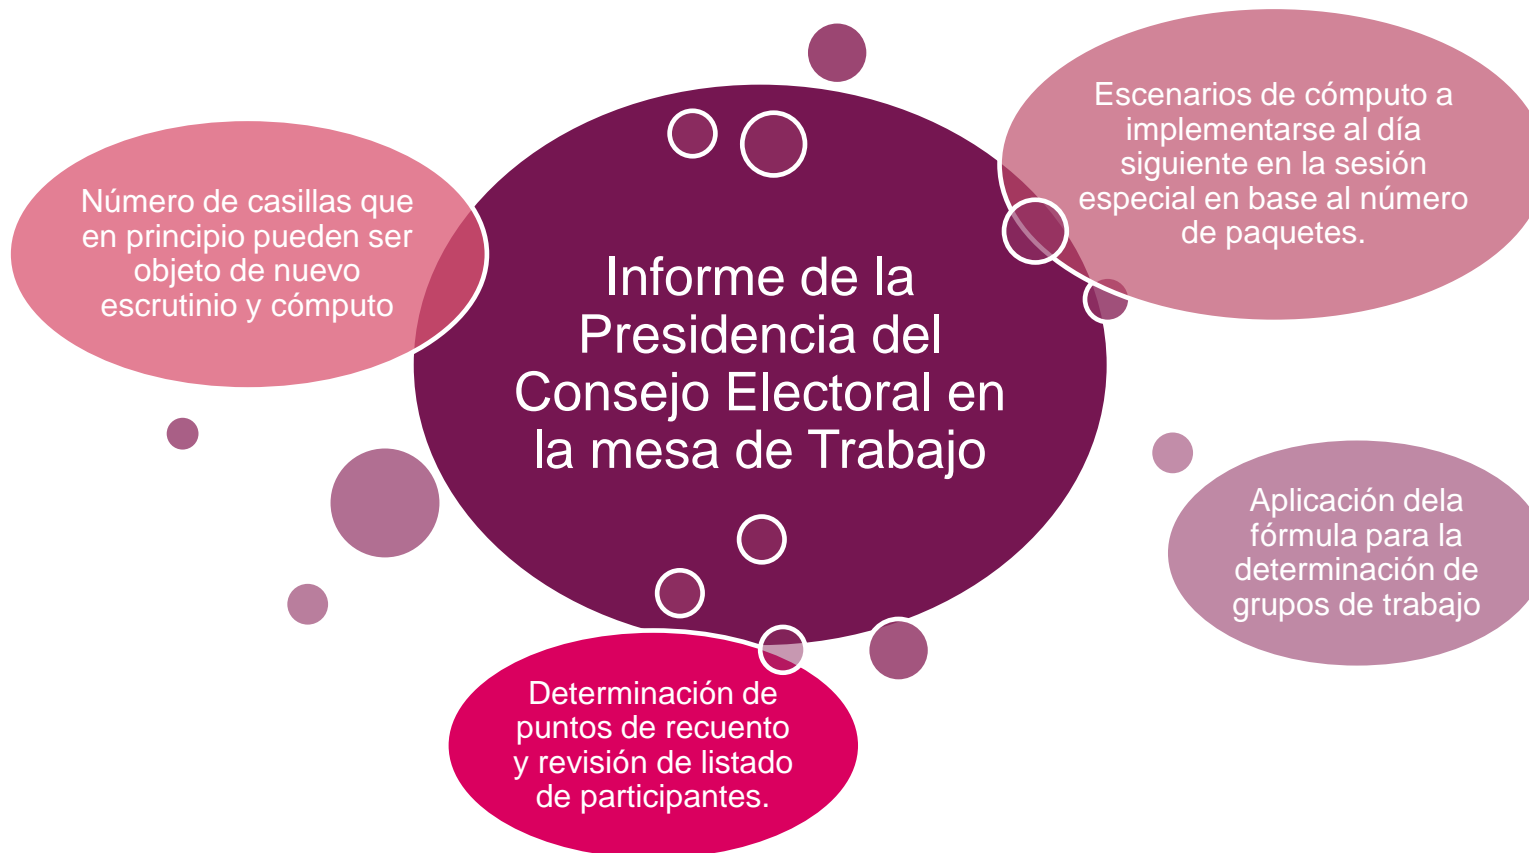 Número de casillas que
en principio pueden ser
objeto de nuevo
escrutinio y cómputo
Escenarios de cómputo a
implementarse al día
siguiente en la sesión
especial en base al número
de paquetes.
Informe de la
Presidencia del
Consejo Electoral en
la mesa de Trabajo
Aplicación dela
fórmula para la
determinación de
grupos de trabajo
Determinación de
puntos de recuento
y revisión de listado
de participantes.